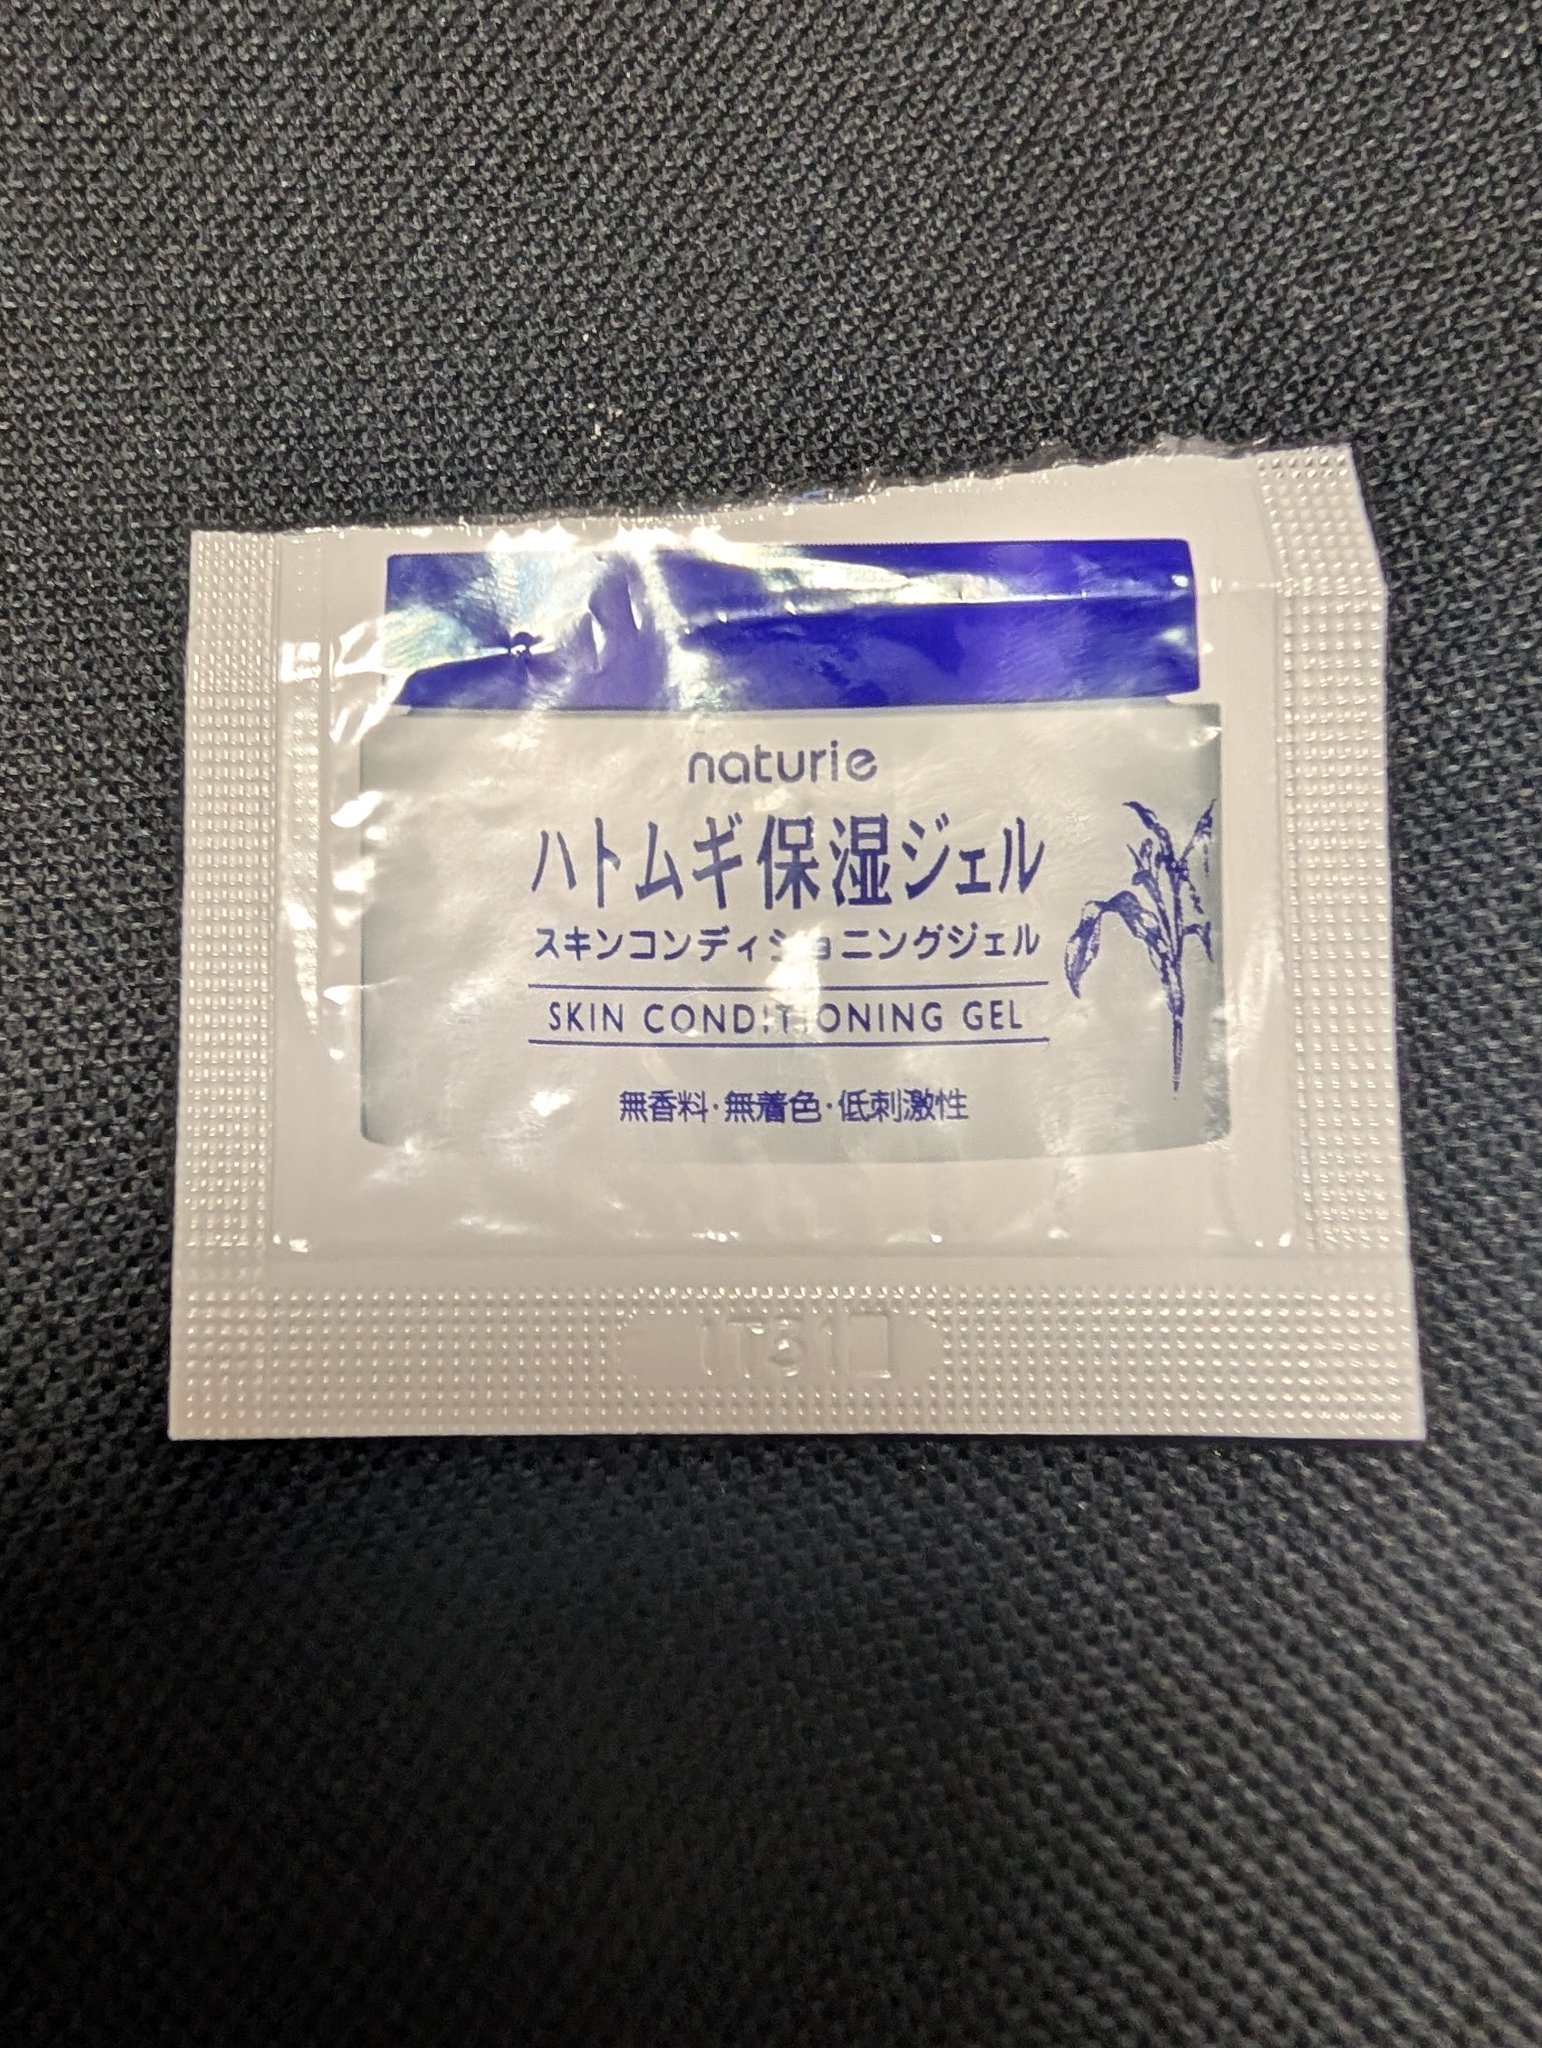 naturie
ハトムギ保湿ジェル
スキンコンディショニングジェル
SKIN CONDITIONING GEL
無香料・無着色・低刺激性